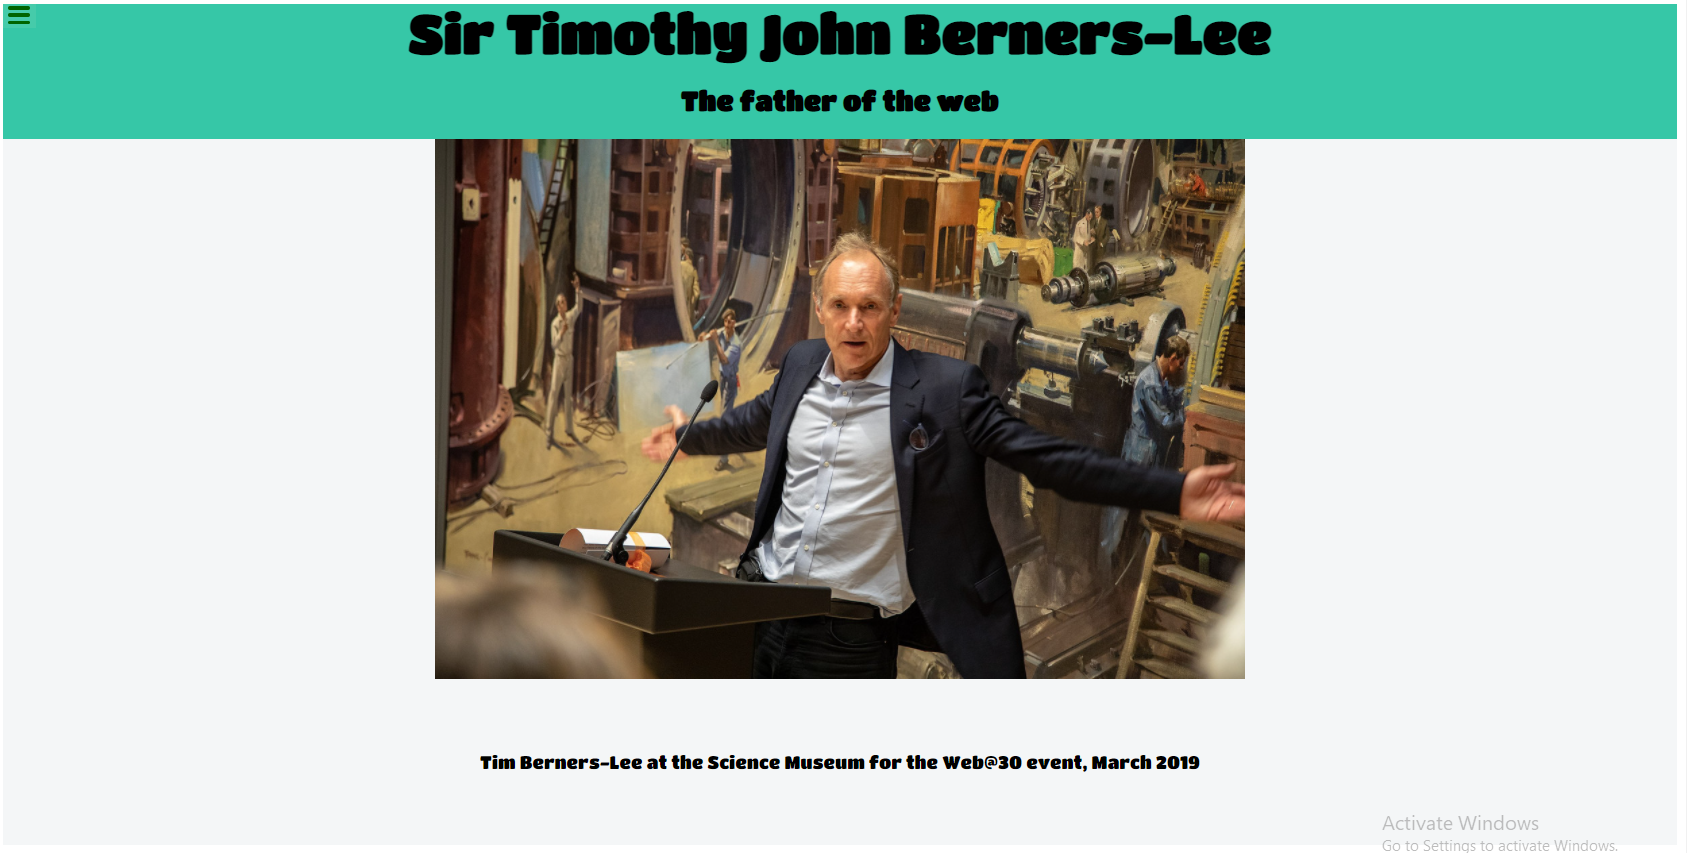 Sir Timothy John Berners-Lee
The father of the web
Tim Berners-Lee at the Science Museum for the Web@30 event, March 2019
Activate Windows
Go to Settings to activate Windows.